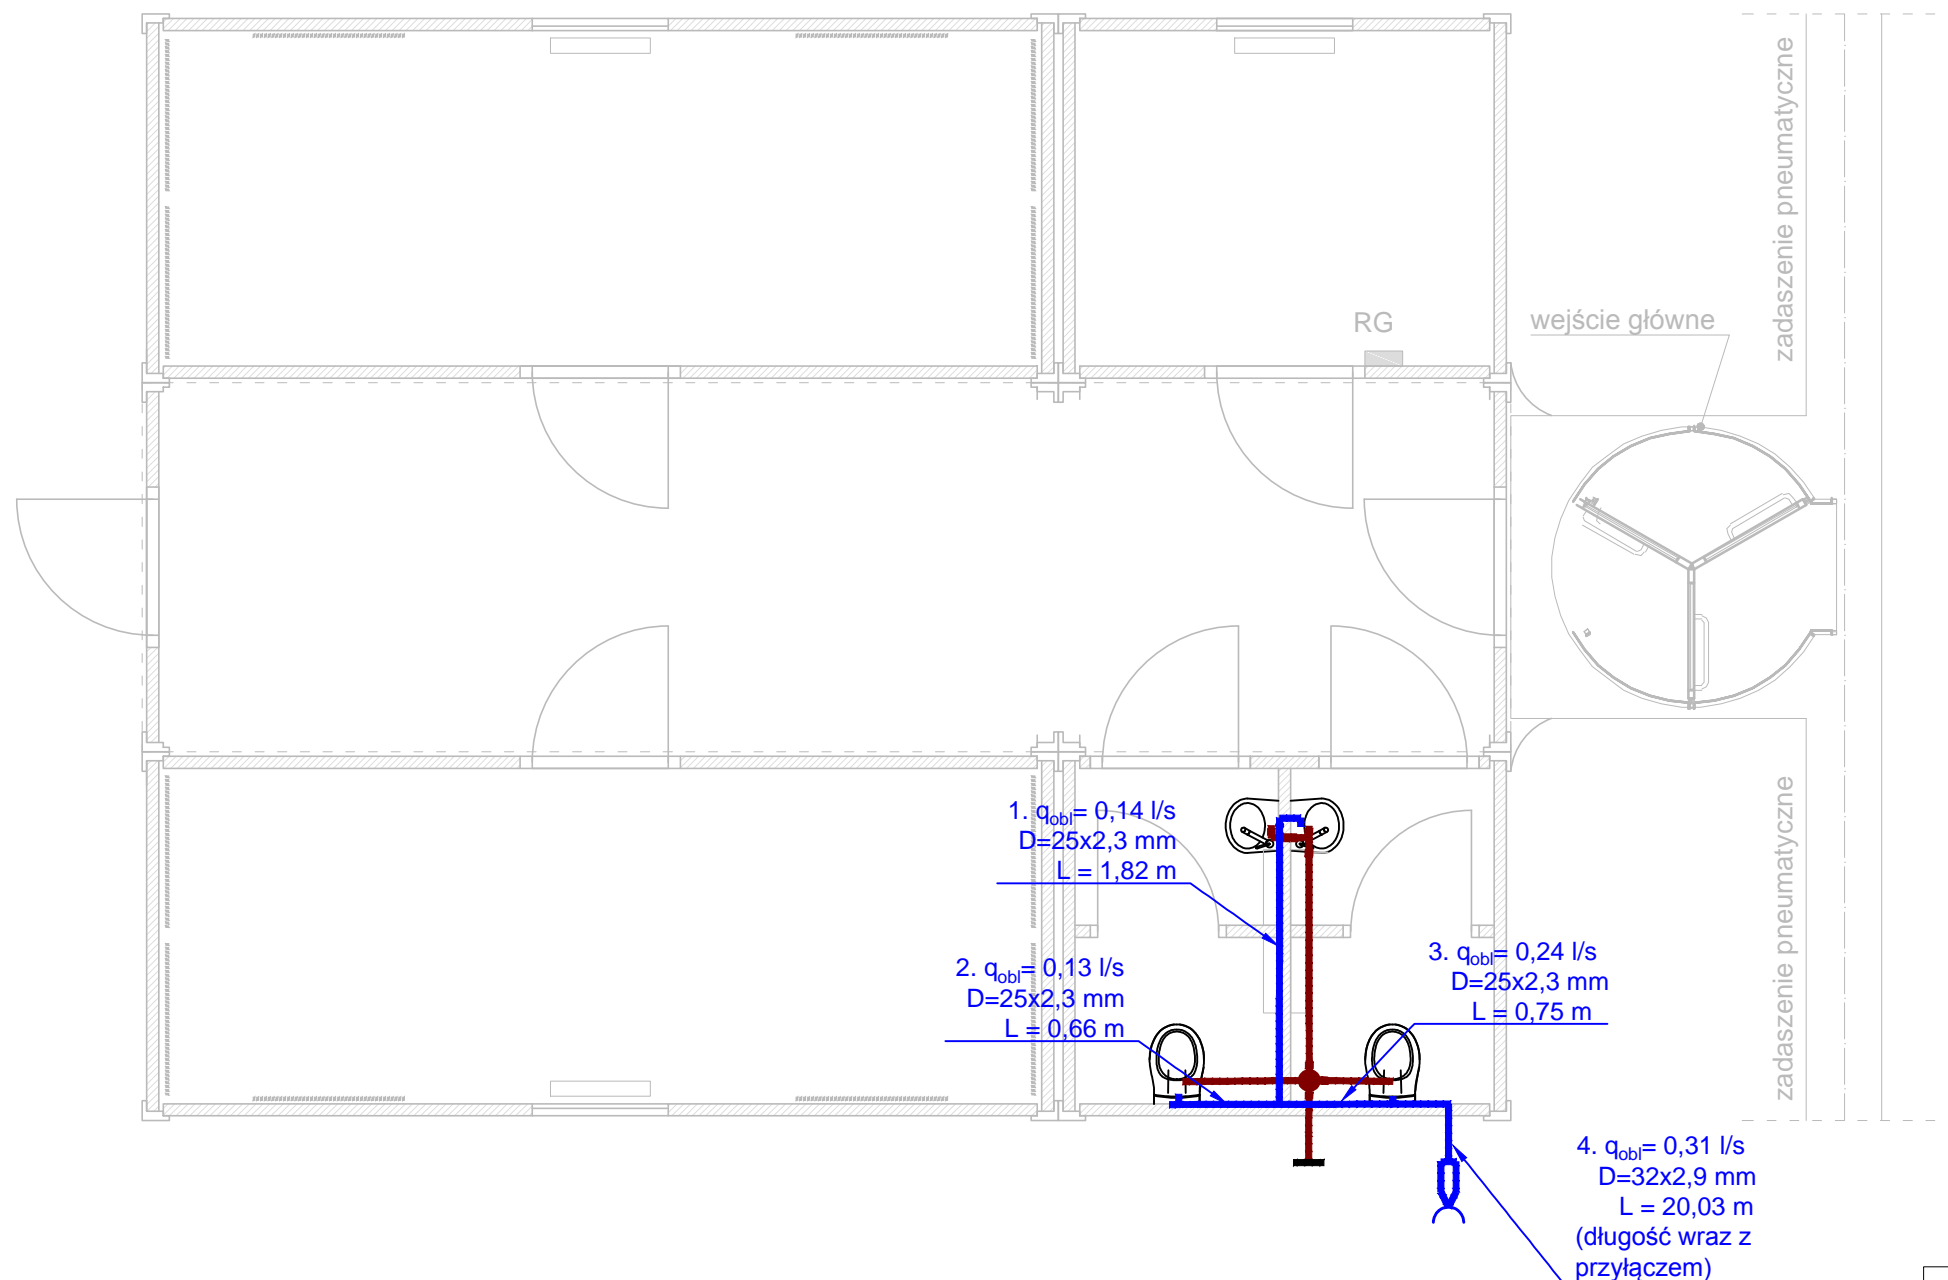 zadaszenie pneumatyczne
RG
wejście główne
1. qobl= 0,14 l/s
D=25x2,3 mm
L = 1,82 m
2. qobl= 0,13 l/s
D=25x2,3 mm
L = 0,66 m
3. qobl= 0,24 l/s
D=25x2,3 mm
L = 0,75 m
zadaszenie pneumatyczne
4. qobl= 0,31 l/s
D=32x2,9 mm
L = 20,03 m
(długość wraz z
przyłączem)